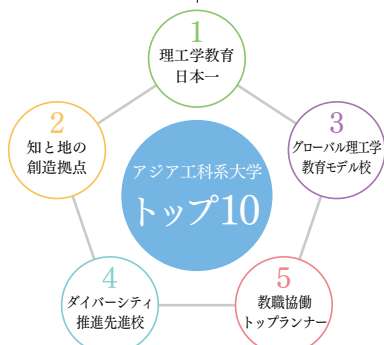 1
理工学教育
日本一
2
知と地の
創造拠点
3
グローバル理工学
教育モデル校
アジア工科系大学
トップ10
4
ダイバーシティ
推進先進校
5
教職協働
トップランナー